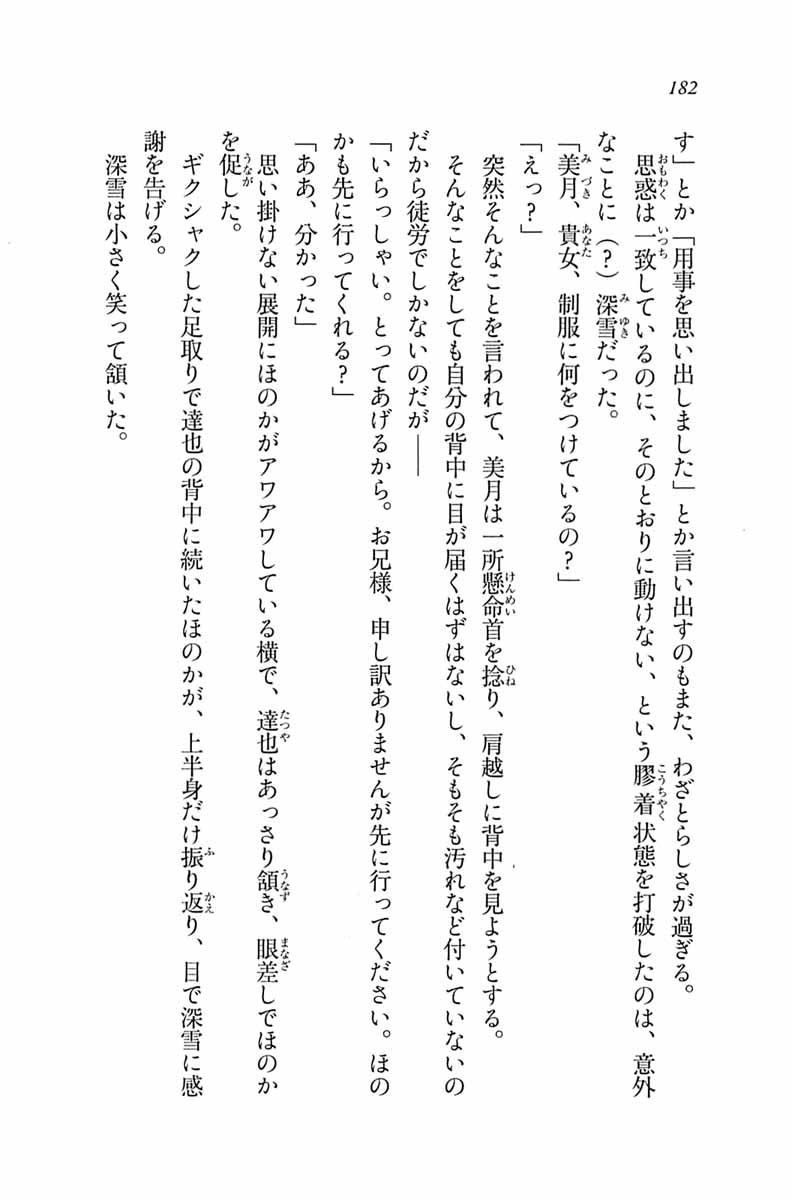 182
す」とか「用事を思い出しました」とか言い出すのもまた、わざとらしさが過ぎる。
思惑は一致しているのに、そのとおりに動けない、という膠着状態を打破したのは、意外
なことに（？）深雪だった。
「美月、貴女、制服に何をつけているの？」
「えっ？」
突然そんなことを言われて、美月は一所懸命首を捻り、肩越しに背中を見ようとする。
そんなことをしても自分の背中に目が届くはずはないし、そもそも汚れなど付いていないの
だから徒労でしかないのだが――
「いらっしゃい。とってあげるから。お兄様、申し訳ありませんが先に行ってください。ほの
かも先に行ってくれる？」
「ああ、分かった」
思い掛けない展開にほのかがアワアワしている横で、達也はあっさり頷き、眼差しでほのか
を促した。
ギクシャクした足取りで達也の背中に続いたほのかが、上半身だけ振り返り、目で深雪に感
謝を告げる。
深雪は小さく笑って頷いた。